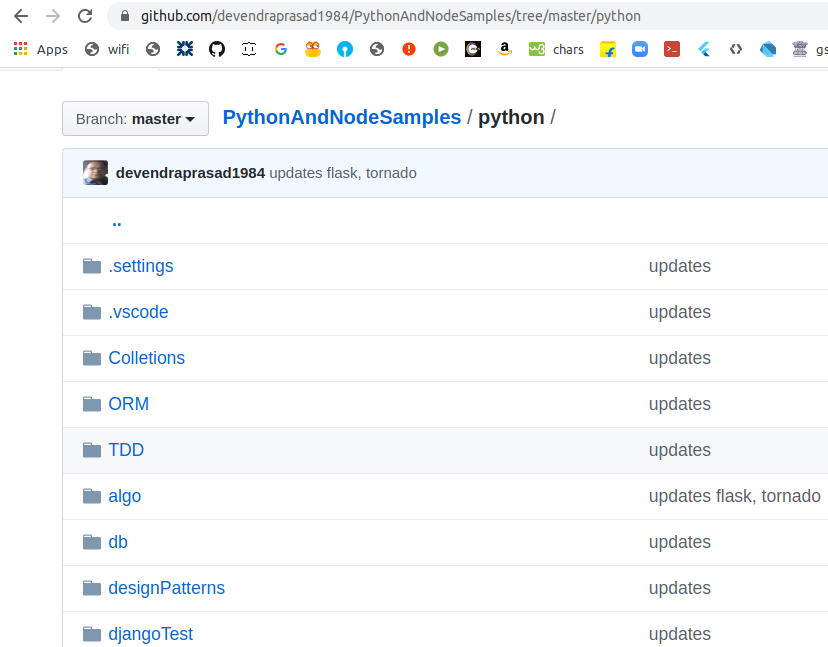 github.com/devendraprasad1984/PythonAndNodeSamples/tree/master/python
Apps wifi chars gs
Branch: master PythonAndNodeSamples / python /
devendraprasad1984 updates flask, tornado
..
.settings updates
.vscode updates
Colletions updates
ORM updates
TDD updates
algo updates flask, tornado
db updates
designPatterns updates
djangoTest updates